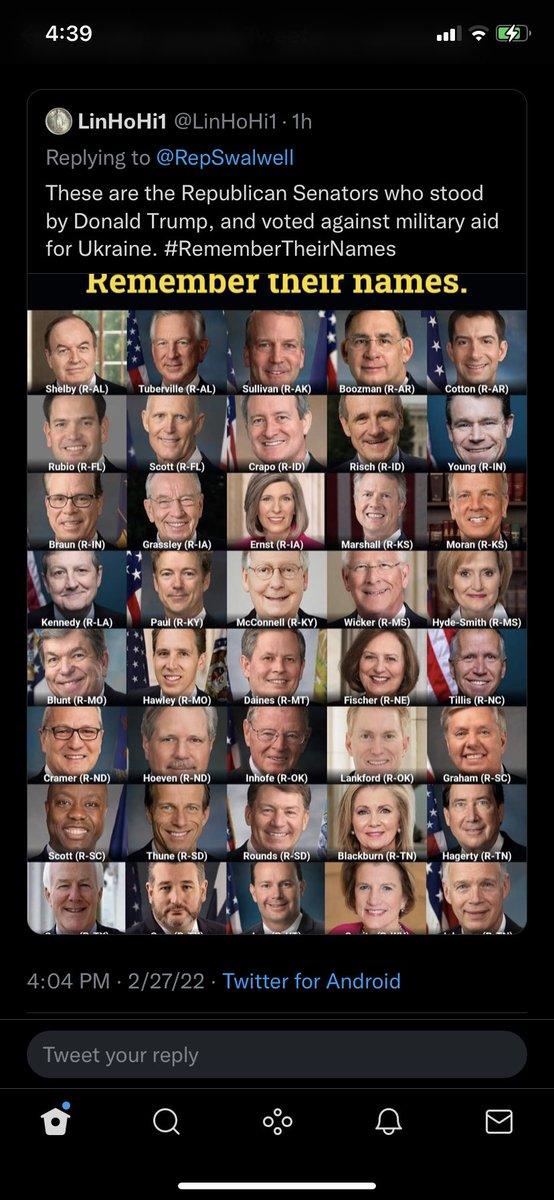 4:39
LinHoHi1 @LinHoHi1 · 1h
Replying to @RepSwalwell
These are the Republican Senators who stood
by Donald Trump, and voted against military aid
for Ukraine. #RememberTheirNames
Remember their names.
Shelby (R-AL) Tuberville (R-AL) Sullivan (R-AK) Boozman (R-AR) Cotton (R-AR)
Rubio (R-FL) Scott (R-FL) Crapo (R-ID) Risch (R-ID) Young (R-IN)
Braun (R-IN) Grassley (R-IA) Ernst (R-IA) Marshall (R-KS) Moran (R-KS)
Kennedy (R-LA) Paul (R-KY) McConnell (R-KY) Wicker (R-MS) Hyde-Smith (R-MS)
Blunt (R-MO) Hawley (R-MO) Daines (R-MT) Fischer (R-NE) Tillis (R-NC)
Cramer (R-ND) Hoeven (R-ND) Inhofe (R-OK) Lankford (R-OK) Graham (R-SC)
Scott (R-SC) Thune (R-SD) Rounds (R-SD) Blackburn (R-TN) Hagerty (R-TN)
4:04 PM · 2/27/22 · Twitter for Android
Tweet your reply